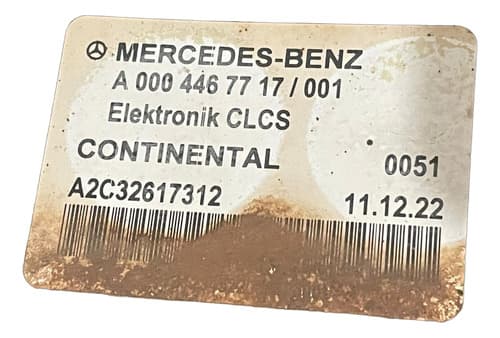 MERCEDES-BENZ
A 000 446 77 17 / 001
Elektronik CLCS
CONTINENTAL 0051
A2C32617312 11.12.22